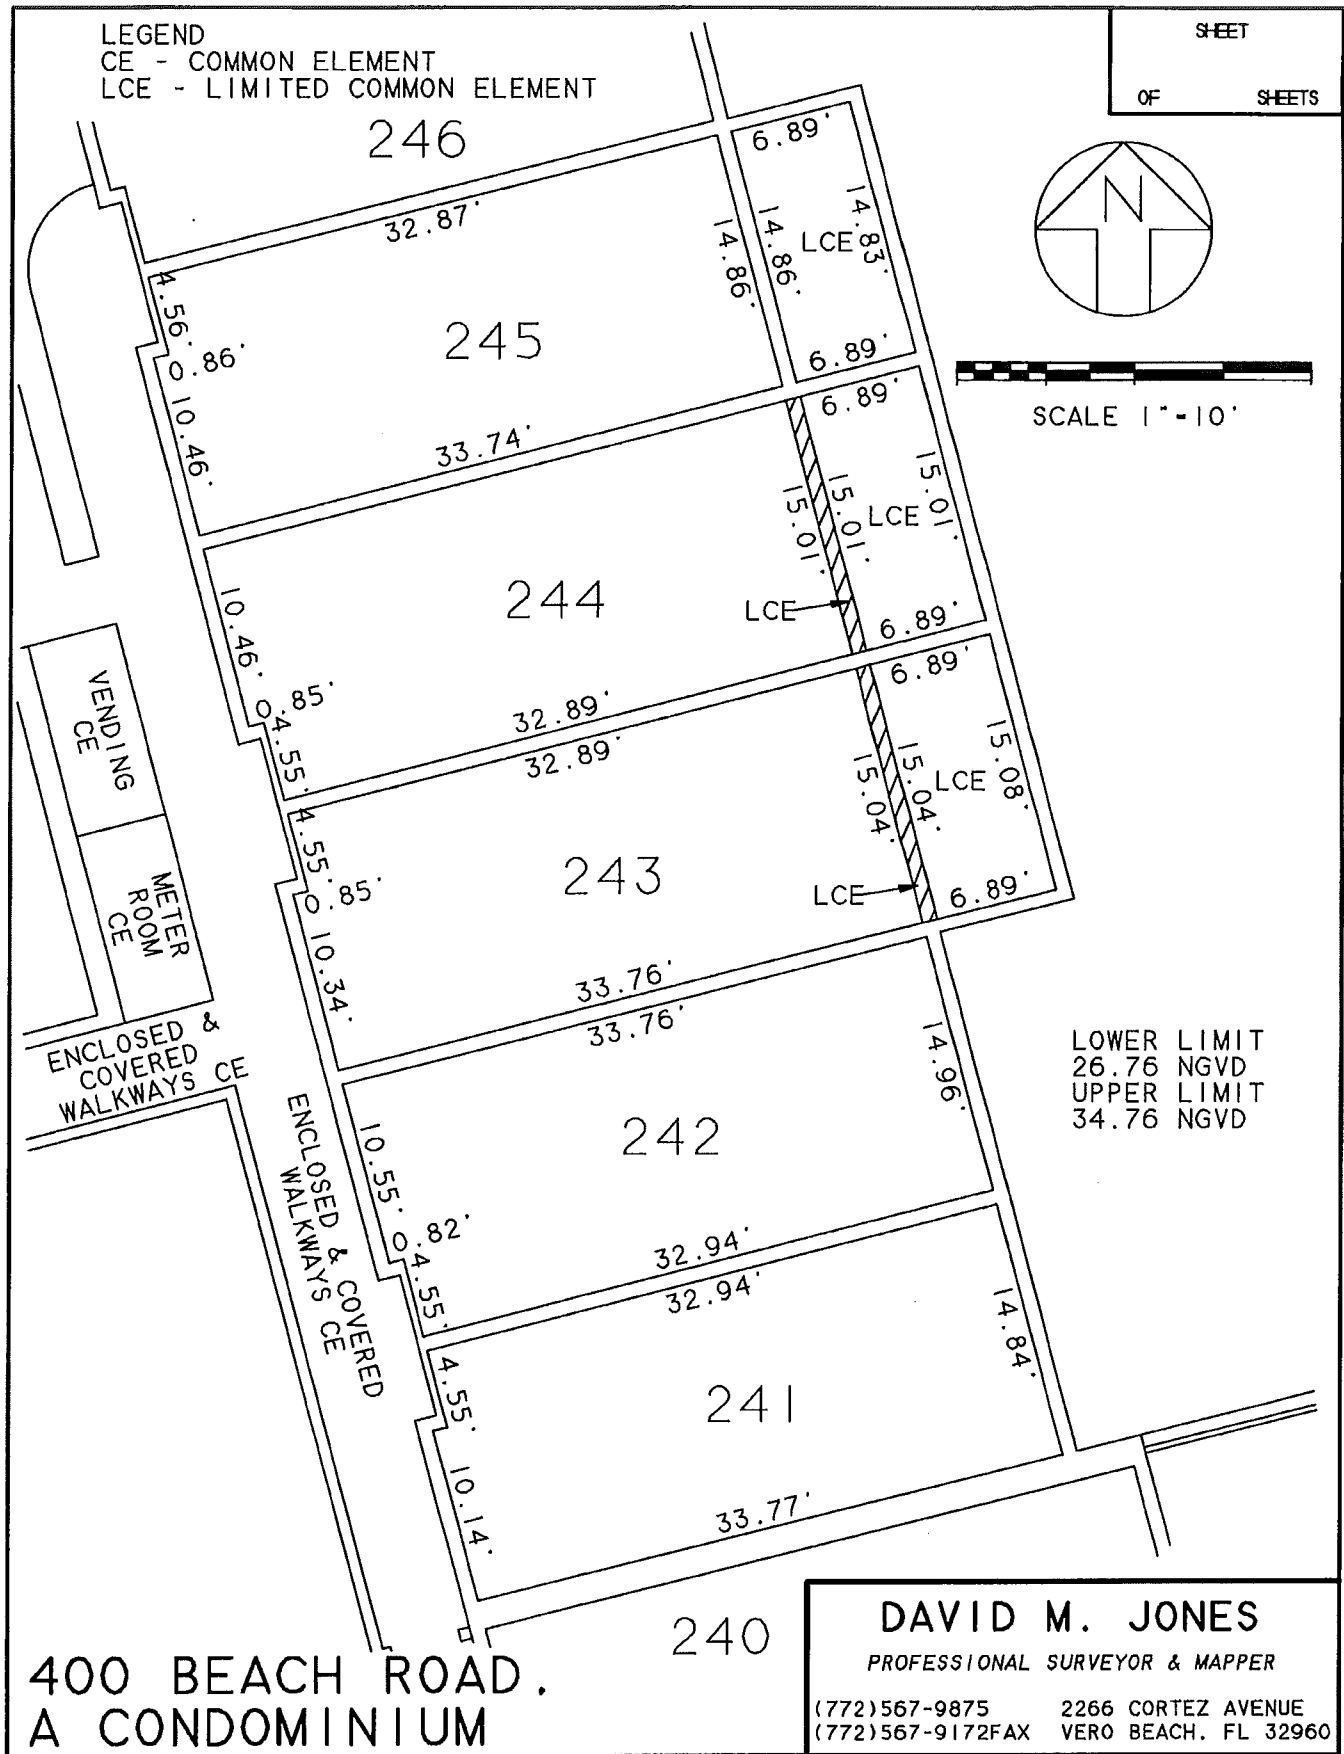 LEGEND
CE - COMMON ELEMENT
LCE - LIMITED COMMON ELEMENT
SHEET
OF SHEETS
246
6.89'
32.87'
14.86'
14.86'
LCE
14.83'
N
4.56'
0.86'
10.46'
245
6.89'
33.74'
6.89'
SCALE 1"-10'
15.01'
15.01'
LCE
15.01'
244
LCE
10.46'
0.85'
4.55'
6.89'
32.89'
6.89'
32.89'
VENDING
CE
METER
ROOM
CE
15.04'
15.04'
LCE
15.08'
4.55'
0.85'
10.34'
243
LCE
6.89'
33.76'
33.76'
ENCLOSED &
COVERED
WALKWAYS CE
14.96'
LOWER LIMIT
26.76 NGVD
UPPER LIMIT
34.76 NGVD
ENCLOSED & COVERED
WALKWAYS CE
10.55'
0.82'
4.55'
242
32.94'
32.94'
14.84'
4.55'
10.14'
241
33.77'
240
400 BEACH ROAD.
A CONDOMINIUM
DAVID M. JONES
PROFESSIONAL SURVEYOR & MAPPER
(772)567-9875 2266 CORTEZ AVENUE
(772)567-9172FAX VERO BEACH. FL 32960